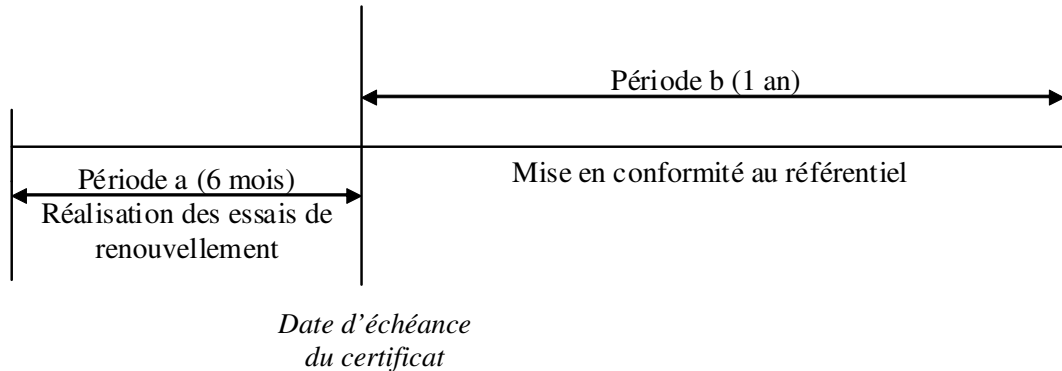 Période b (1 an)
Mise en conformité au référentiel
Période a (6 mois)
Réalisation des essais de
renouvellement
Date d'échéance
du certificat